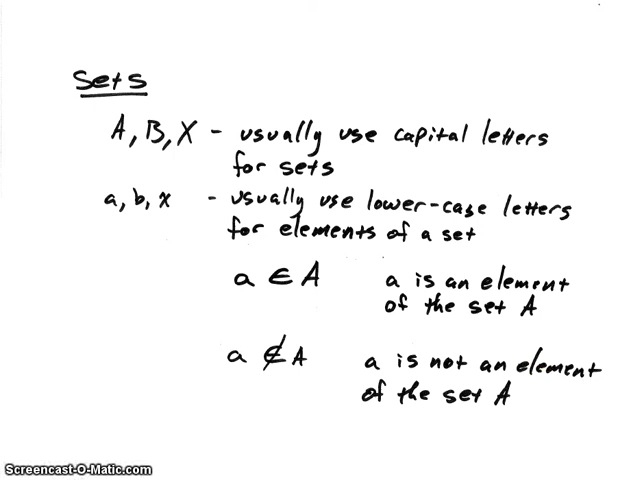 Sets
A, B, X - usually use capital letters
for sets
a, b, x - usually use lower-case letters
for elements of a set
a ∈ A a is an element
of the set A
a ∉ A a is not an element
of the set A
Screencast-O-Matic.com